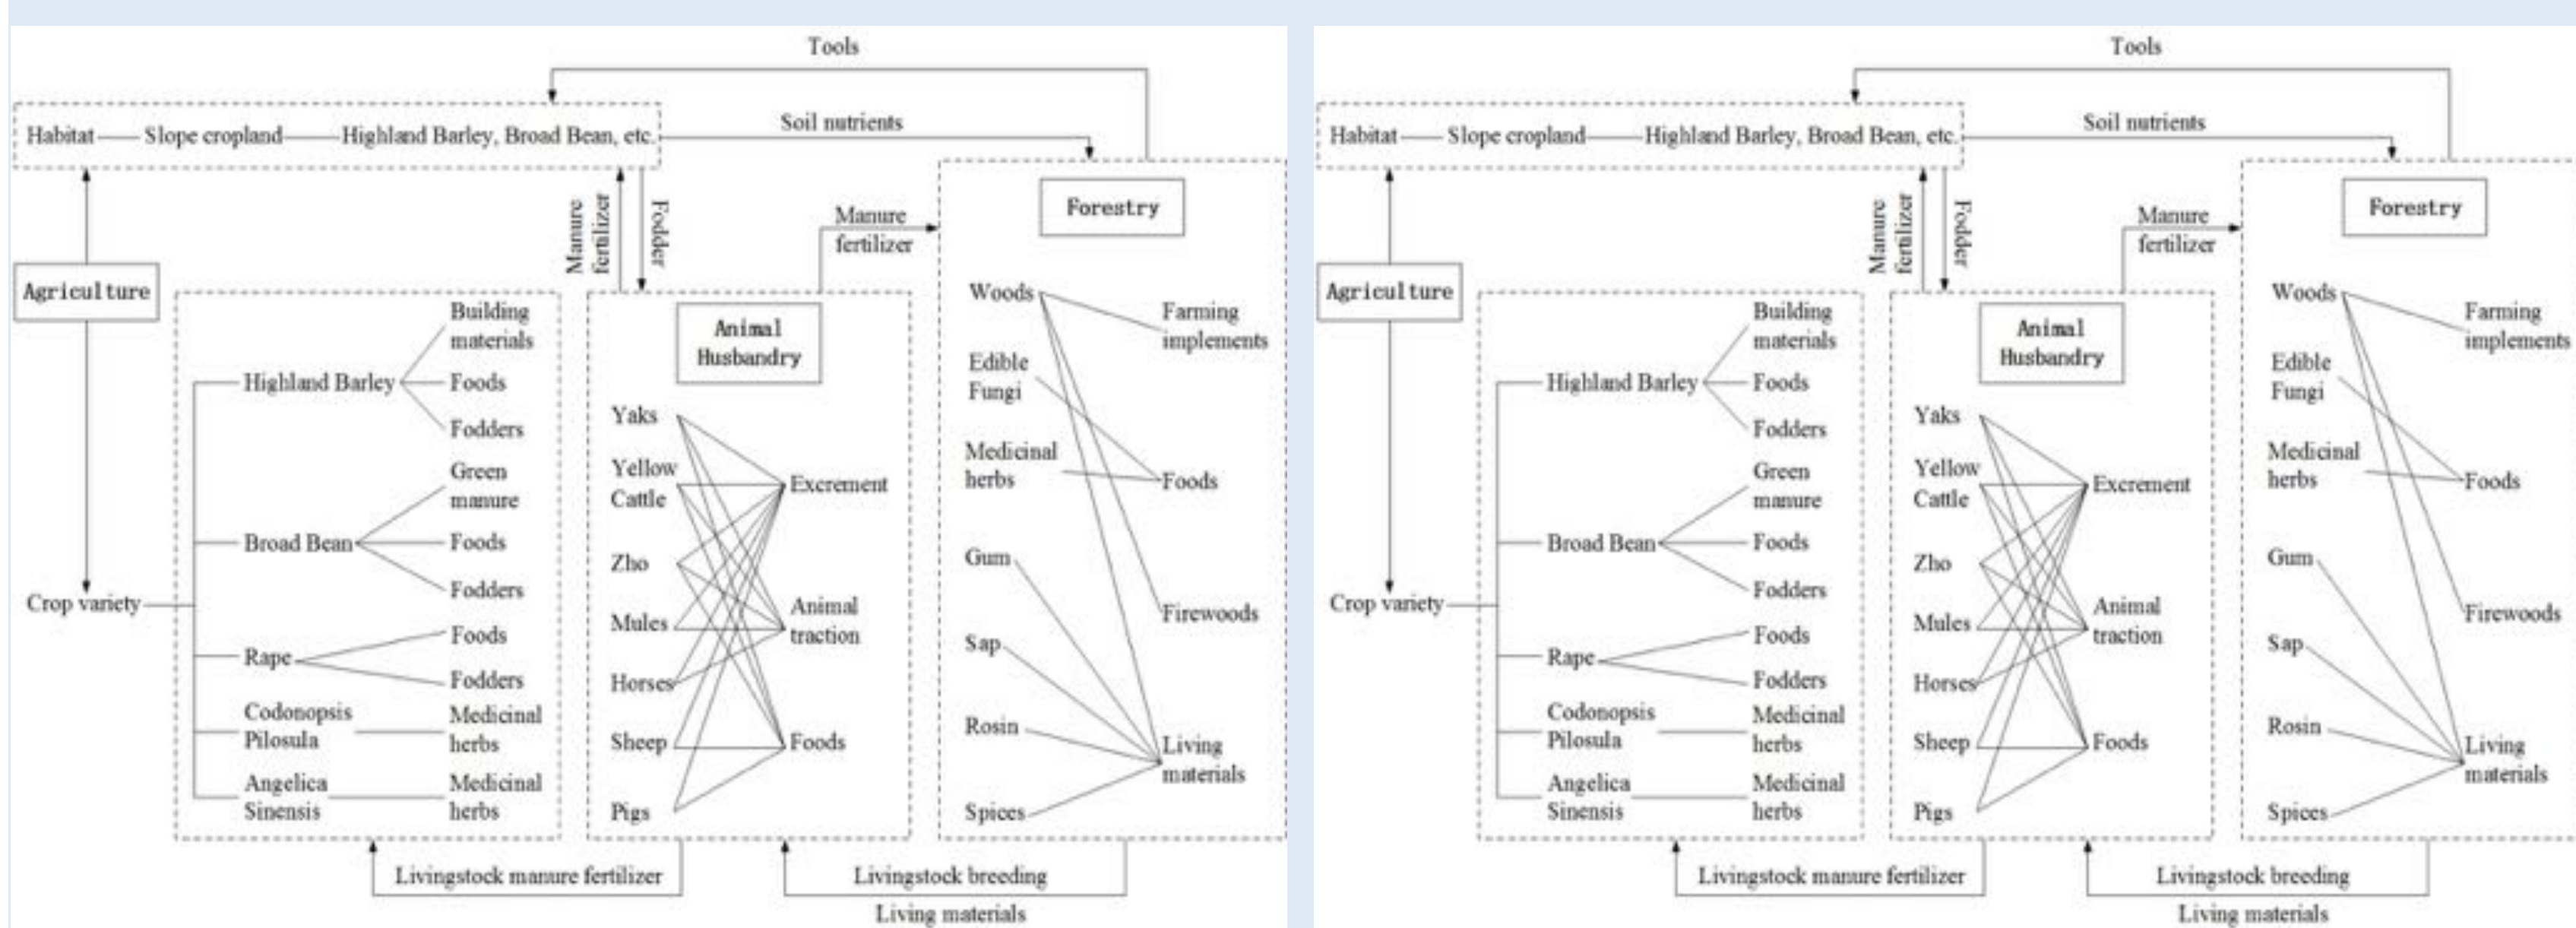 Tools
Habitat Slope cropland Highland Barley, Broad Bean, etc.
Soil nutrients
Manure
fertilizer
Fodder
Manure
fertilizer
Agriculture
Crop variety
Highland Barley
Building
materials
Foods
Fodders
Broad Bean
Green
manure
Foods
Fodders
Rape
Foods
Fodders
Codonopsis
Pilosula
Medicinal
herbs
Angelica
Sinensis
Medicinal
herbs
Animal
Husbandry
Yaks
Yellow
Cattle
Zho
Mules
Horses
Sheep
Pigs
Excrement
Animal
traction
Foods
Forestry
Woods
Edible
Fungi
Medicinal
herbs
Gum
Sap
Rosin
Spices
Farming
implements
Foods
Firewoods
Living
materials
Livingstock manure fertilizer
Livingstock breeding
Living materials
Tools
Habitat Slope cropland Highland Barley, Broad Bean, etc.
Soil nutrients
Manure
fertilizer
Fodder
Manure
fertilizer
Agriculture
Crop variety
Highland Barley
Building
materials
Foods
Fodders
Broad Bean
Green
manure
Foods
Fodders
Rape
Foods
Fodders
Codonopsis
Pilosula
Medicinal
herbs
Angelica
Sinensis
Medicinal
herbs
Animal
Husbandry
Yaks
Yellow
Cattle
Zho
Mules
Horses
Sheep
Pigs
Excrement
Animal
traction
Foods
Forestry
Woods
Edible
Fungi
Medicinal
herbs
Gum
Sap
Rosin
Spices
Farming
implements
Foods
Firewoods
Living
materials
Livingstock manure fertilizer
Livingstock breeding
Living materials